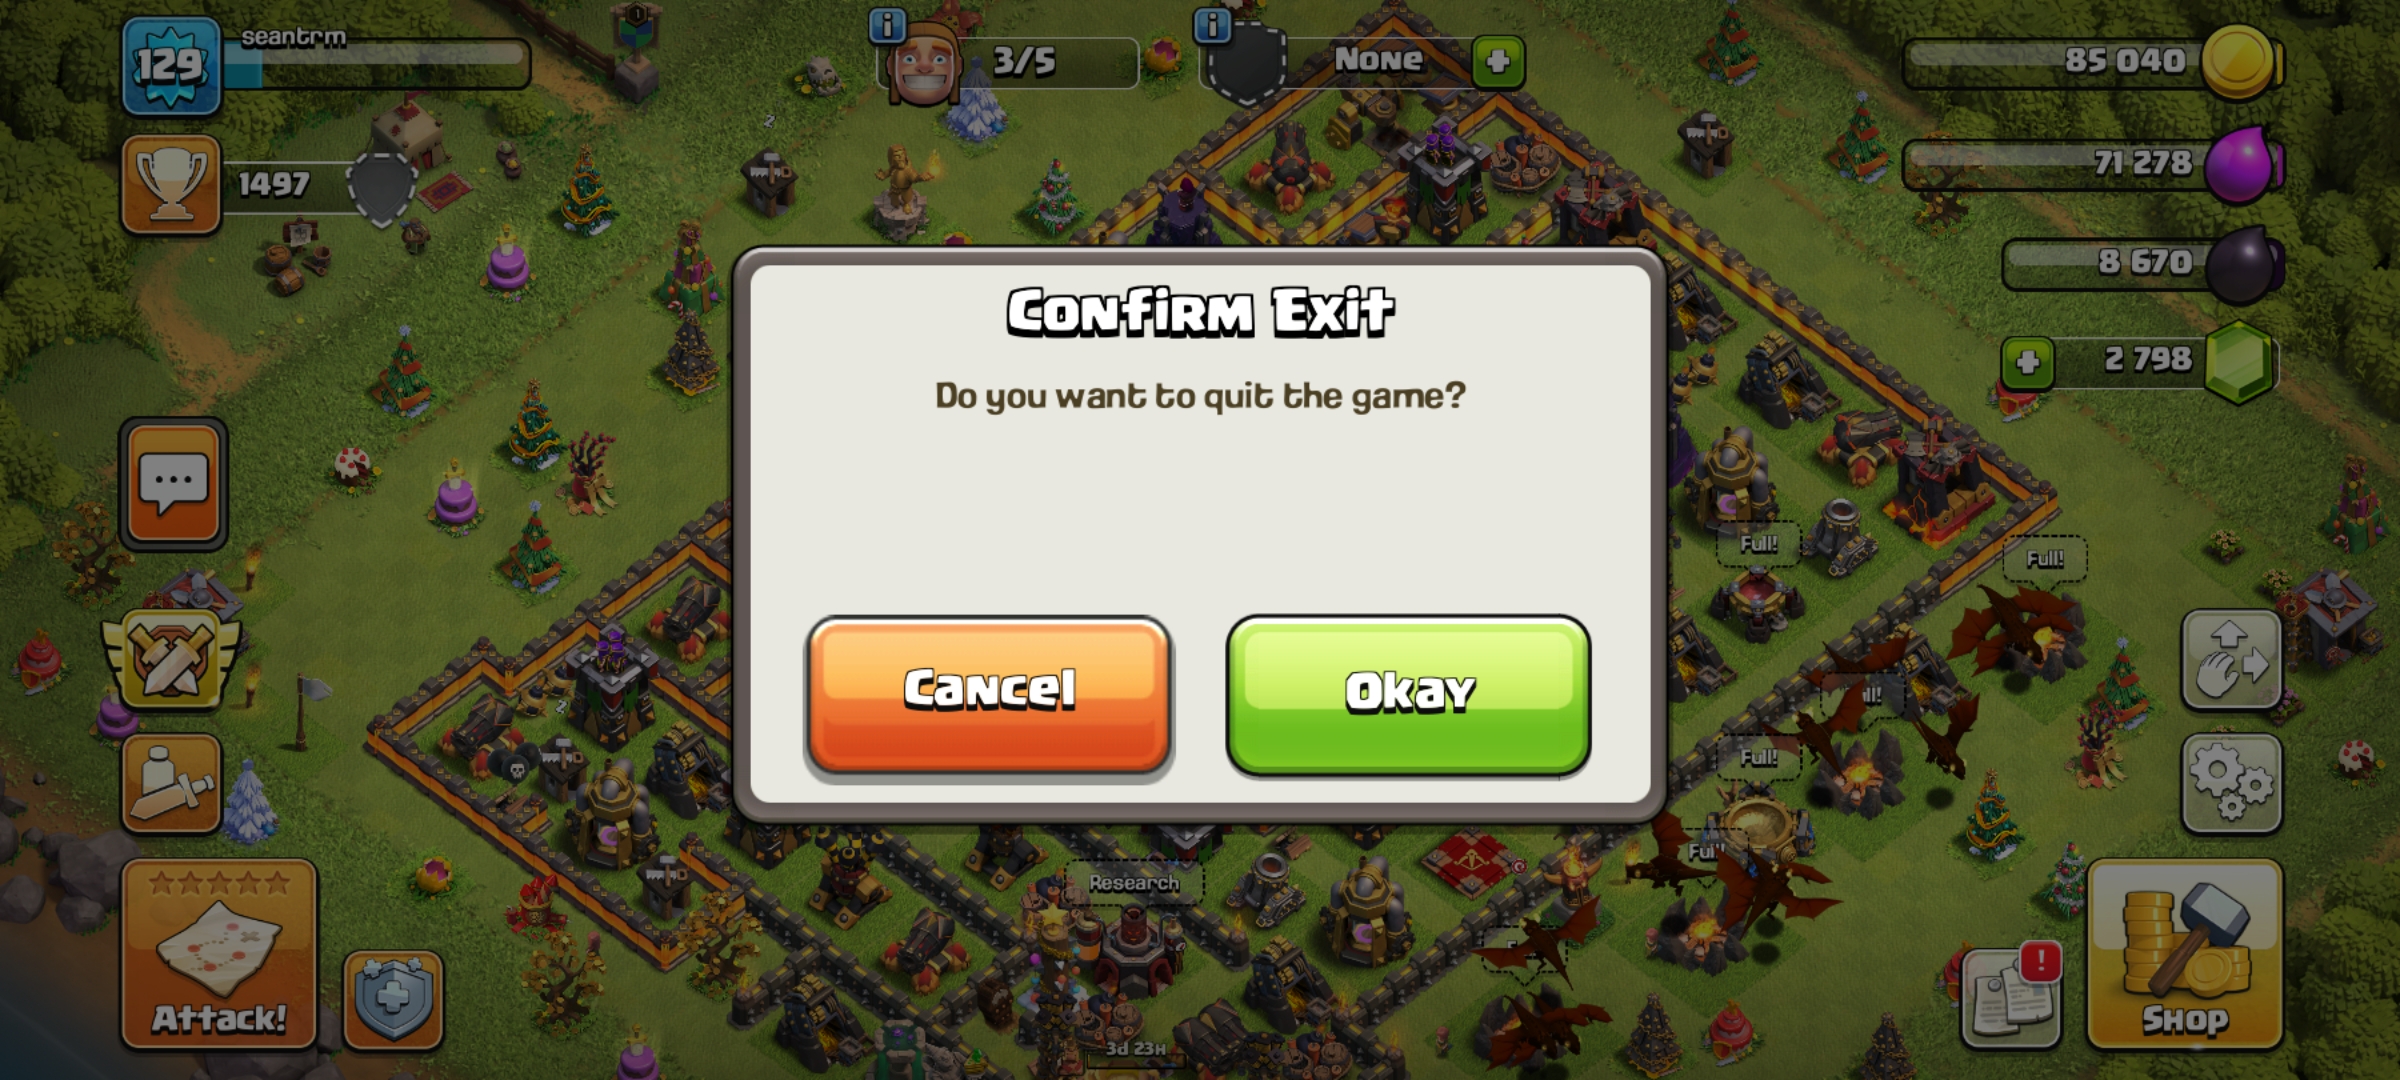 129
seantrm
3/5
None
85 040
1497
71 278
8 670
2 798
Confirm Exit
Do you want to quit the game?
Full!
Full!
Cancel
Okay
Full!
Research
Attack!
Shop
3d 23h